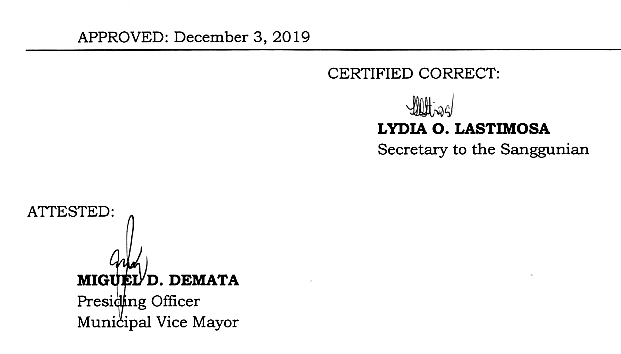 APPROVED: December 3, 2019
CERTIFIED CORRECT:
LYDIA O. LASTIMOSA
Secretary to the Sanggunian
ATTESTED:
MIGUEL D. DEMATA
Presiding Officer
Municipal Vice Mayor